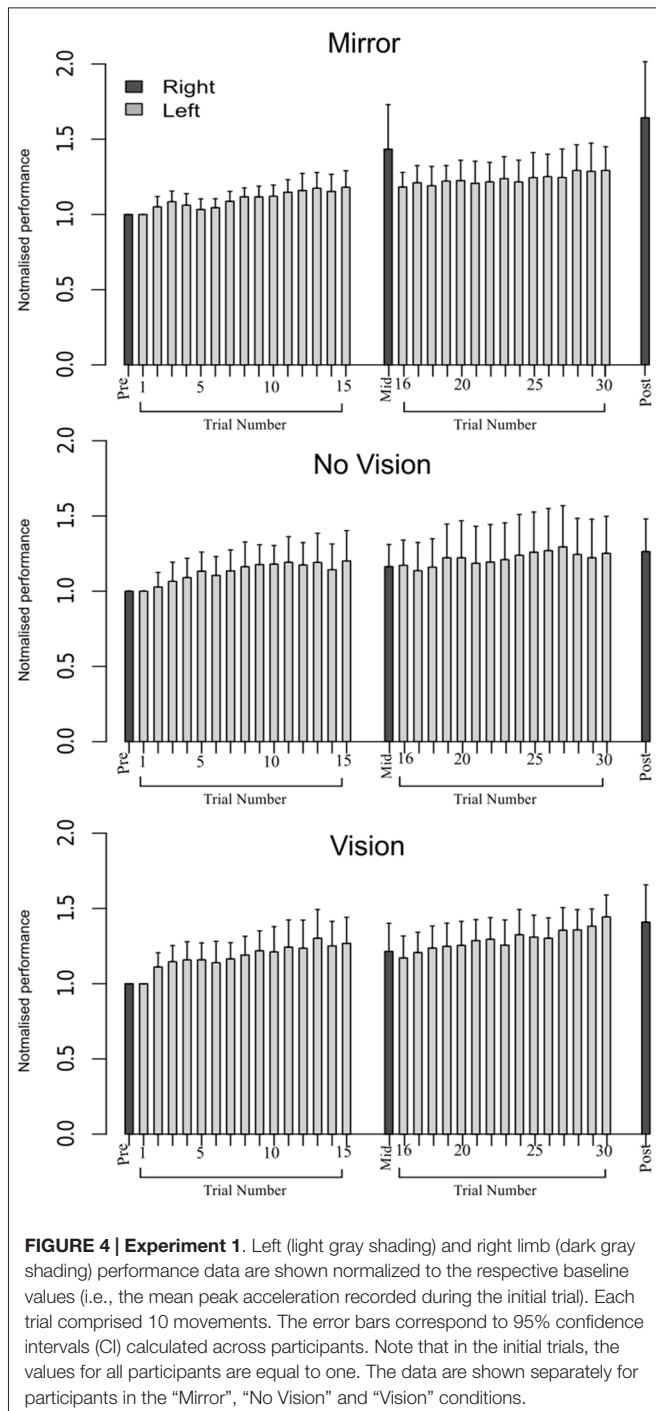 Mirror
Right
Left
Notmalised performance
2.0
1.5
1.0
0.5
0.0
Pre
1
5
10
15
Mid
16
20
25
30
Post
Trial Number
Trial Number
No Vision
Notmalised performance
2.0
1.5
1.0
0.5
0.0
Pre
1
5
10
15
Mid
16
20
25
30
Post
Trial Number
Trial Number
Vision
Notmalised performance
2.0
1.5
1.0
0.5
0.0
Pre
1
5
10
15
Mid
16
20
25
30
Post
Trial Number
Trial Number
FIGURE 4 | Experiment 1. Left (light gray shading) and right limb (dark gray
shading) performance data are shown normalized to the respective baseline
values (i.e., the mean peak acceleration recorded during the initial trial). Each
trial comprised 10 movements. The error bars correspond to 95% confidence
intervals (CI) calculated across participants. Note that in the initial trials, the
values for all participants are equal to one. The data are shown separately for
participants in the “Mirror”, “No Vision” and “Vision” conditions.